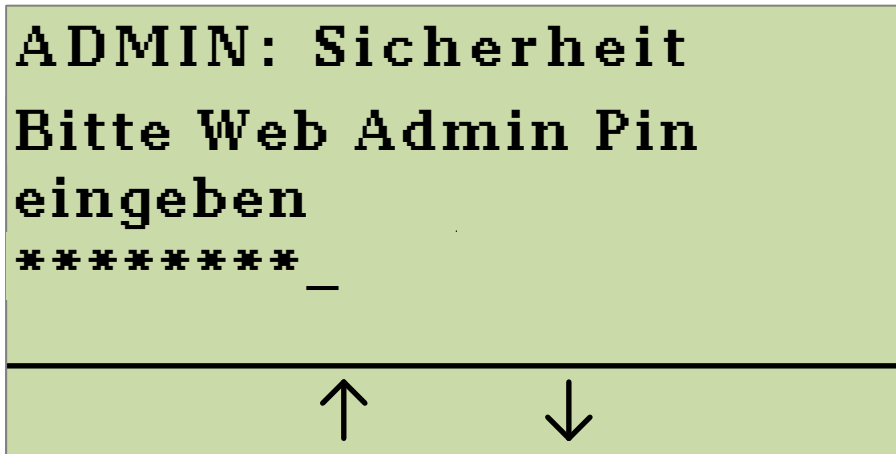 ADMIN: Sicherheit
Bitte Web Admin Pin
eingeben
********_
↑ ↓